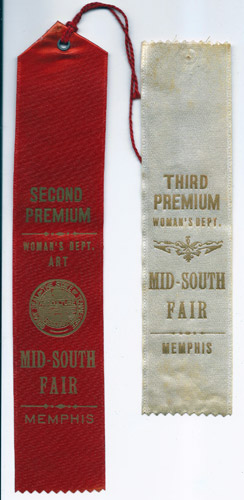 SECOND
PREMIUM
WOMAN'S DEPT.
ART
MID-SOUTH
FAIR
MEMPHIS
THIRD
PREMIUM
WOMAN'S DEPT.
MID-SOUTH
FAIR
MEMPHIS